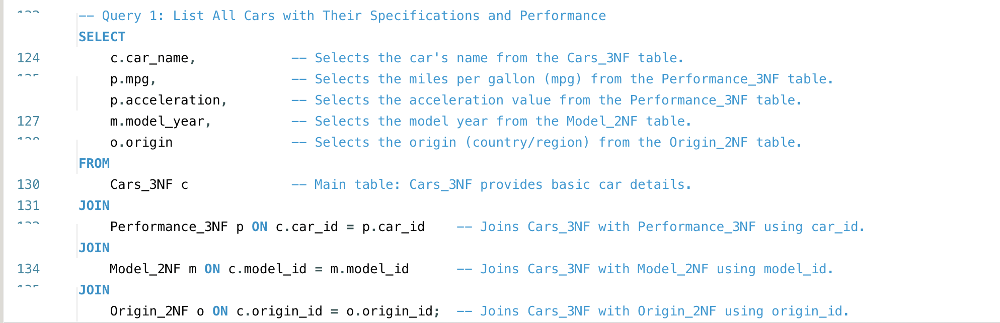 -- Query 1: List All Cars with Their Specifications and Performance
SELECT
124 c.car_name, -- Selects the car's name from the Cars_3NF table.
p.mpg, -- Selects the miles per gallon (mpg) from the Performance_3NF table.
p.acceleration, -- Selects the acceleration value from the Performance_3NF table.
127 m.model_year, -- Selects the model year from the Model_2NF table.
o.origin -- Selects the origin (country/region) from the Origin_2NF table.
FROM
130 Cars_3NF c -- Main table: Cars_3NF provides basic car details.
131 JOIN
Performance_3NF p ON c.car_id = p.car_id -- Joins Cars_3NF with Performance_3NF using car_id.
JOIN
134 Model_2NF m ON c.model_id = m.model_id -- Joins Cars_3NF with Model_2NF using model_id.
JOIN
Origin_2NF o ON c.origin_id = o.origin_id; -- Joins Cars_3NF with Origin_2NF using origin_id.